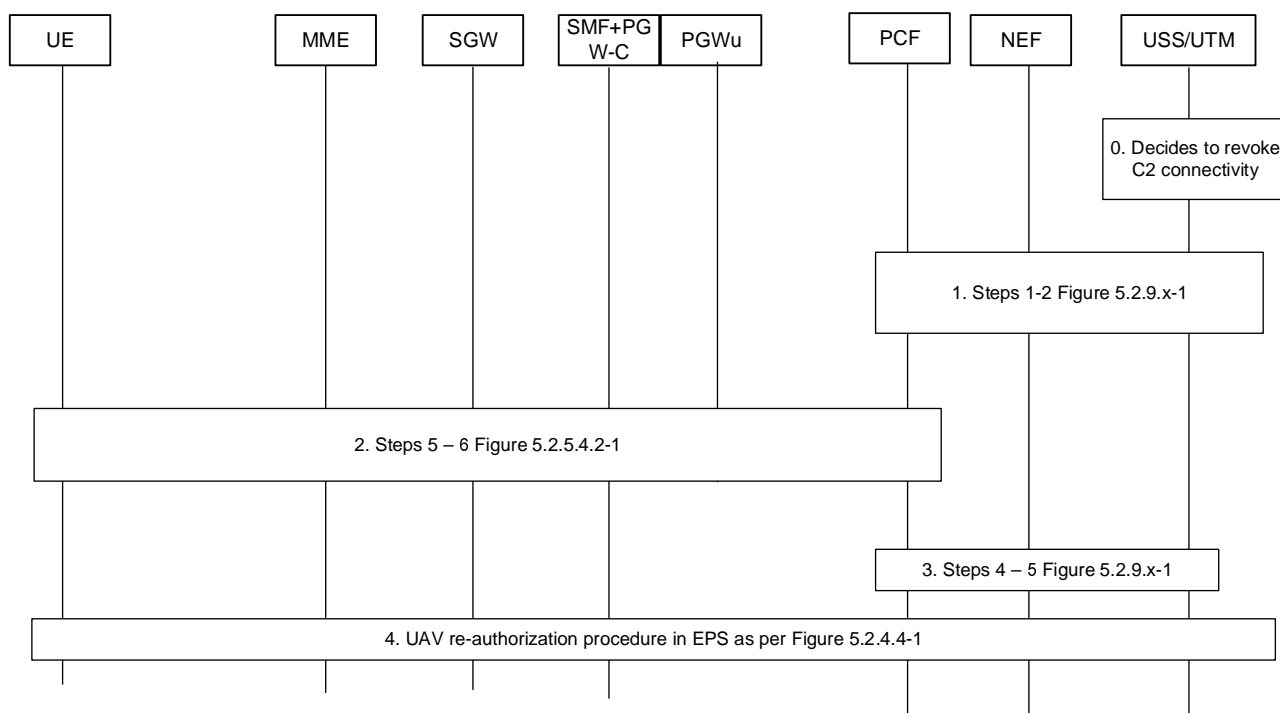 UE
MME
SGW
SMF+PG
W-C
PGWu
PCF
NEF
USS/UTM
0. Decides to revoke
C2 connectivity
1. Steps 1-2 Figure 5.2.9.x-1
2. Steps 5 – 6 Figure 5.2.5.4.2-1
3. Steps 4 – 5 Figure 5.2.9.x-1
4. UAV re-authorization procedure in EPS as per Figure 5.2.4.4-1